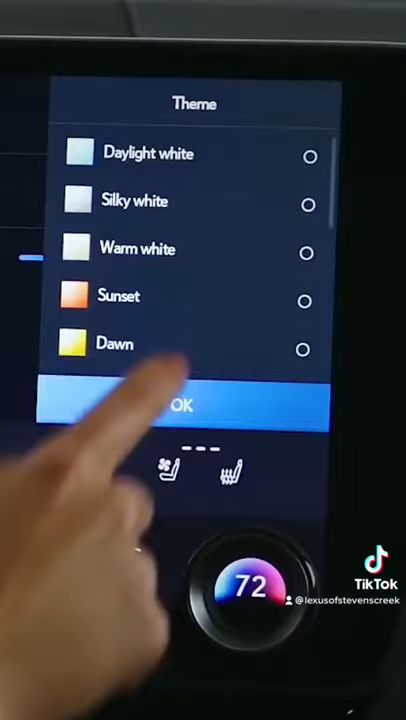 Theme
Daylight white
Silky white
Warm white
Sunset
Dawn
OK
72
TikTok
@lexusofstevenscreek